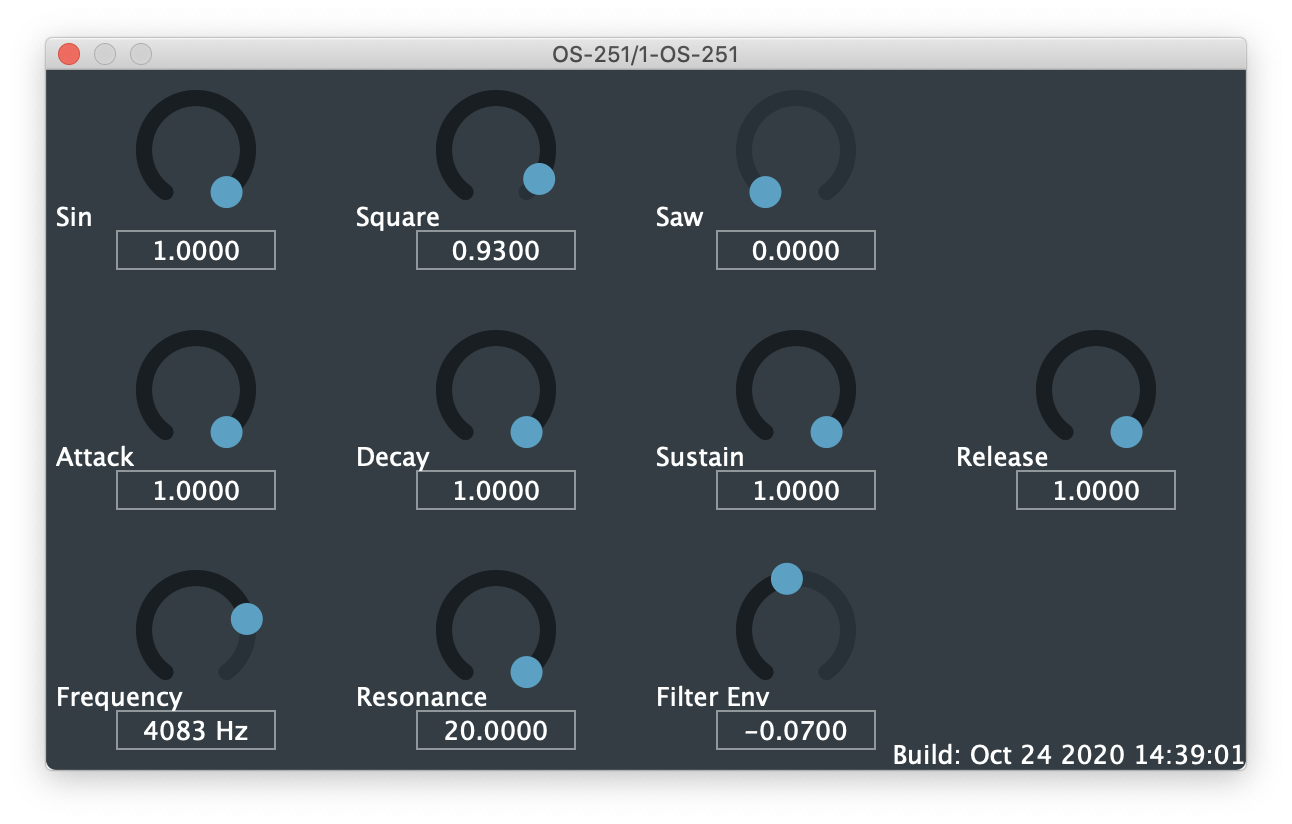 OS-251/1-OS-251
Sin
1.0000
Square
0.9300
Saw
0.0000
Attack
1.0000
Decay
1.0000
Sustain
1.0000
Release
1.0000
Frequency
4083 Hz
Resonance
20.0000
Filter Env
-0.0700
Build: Oct 24 2020 14:39:01